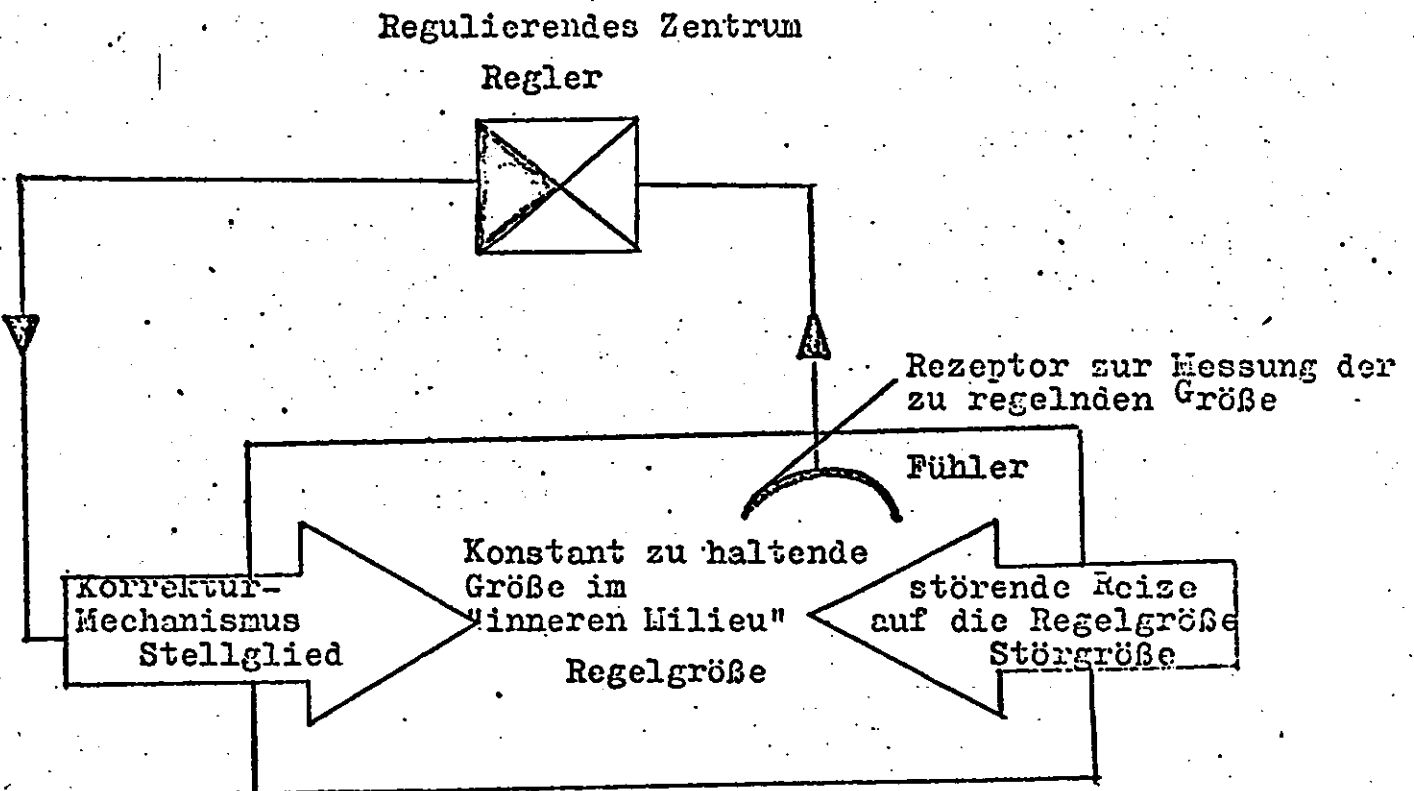 Regulierendes Zentrum
Regler
Rezeptor zur Messung der
zu regelnden Größe
Fühler
Konstant zu haltende
Größe im
"inneren Milieu"
Regelgröße
Korrektur-
Mechanismus
Stellglied
störende Reize
auf die Regelgröße
Störgröße